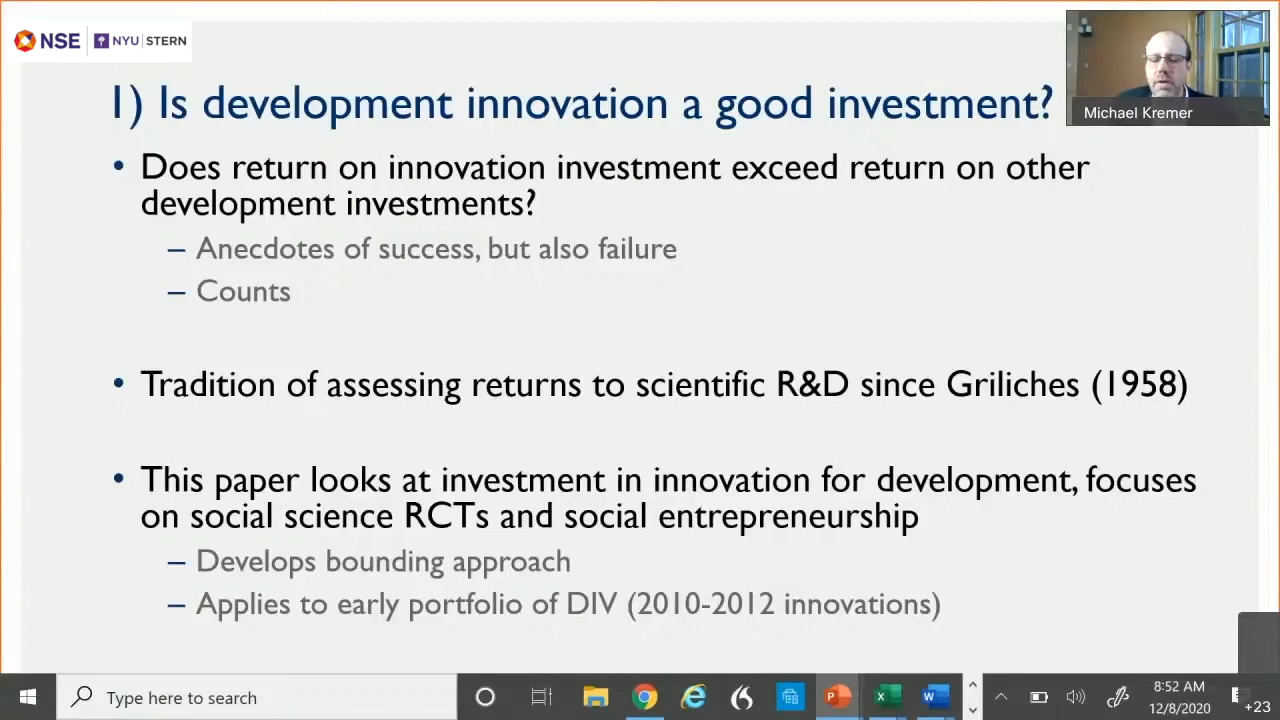 NSE NYU STERN
Michael Kremer
1) Is development innovation a good investment?
• Does return on innovation investment exceed return on other
development investments?
– Anecdotes of success, but also failure
– Counts
• Tradition of assessing returns to scientific R&D since Griliches (1958)
• This paper looks at investment in innovation for development, focuses
on social science RCTs and social entrepreneurship
– Develops bounding approach
– Applies to early portfolio of DIV (2010-2012 innovations)
Type here to search
8:52 AM
12/8/2020
+23